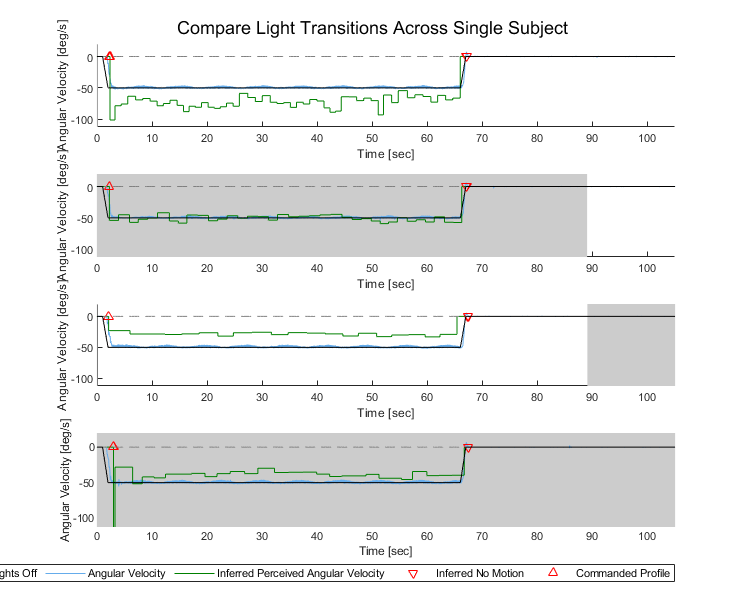 Compare Light Transitions Across Single Subject
Angular Velocity [deg/s]
0
-50
-100
0 10 20 30 40 50 60 70 80 90 100
Time [sec]
Angular Velocity [deg/s]
0
-50
-100
0 10 20 30 40 50 60 70 80 90 100
Time [sec]
Angular Velocity [deg/s]
0
-50
-100
0 10 20 30 40 50 60 70 80 90 100
Time [sec]
Angular Velocity [deg/s]
0
-50
-100
0 10 20 30 40 50 60 70 80 90 100
Time [sec]
ghts Off Angular Velocity Inferred Perceived Angular Velocity Inferred No Motion Commanded Profile